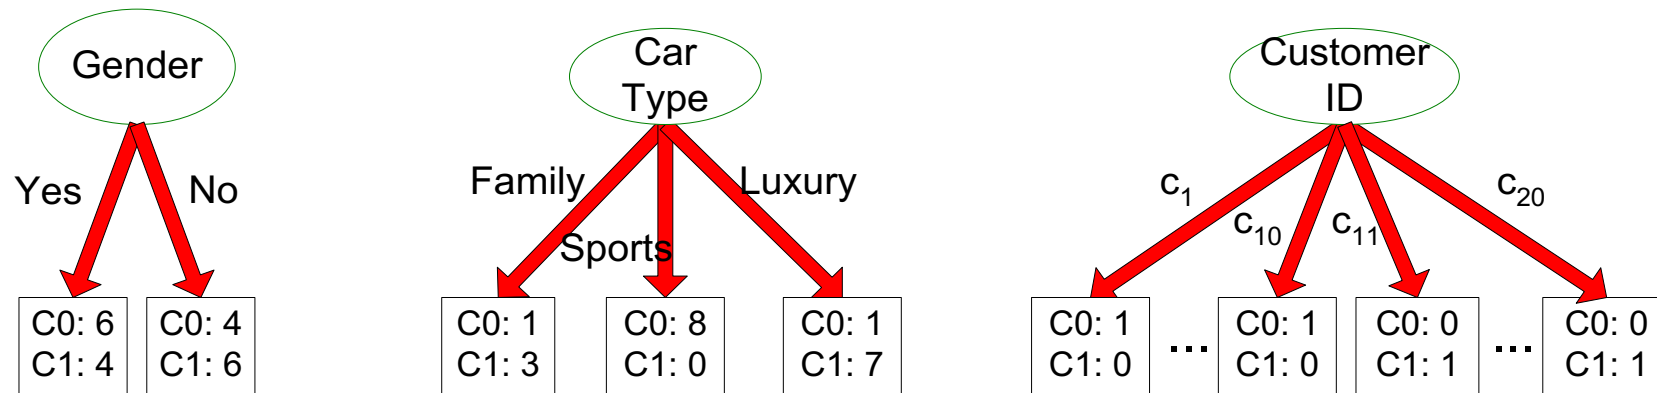 Gender
Yes
No
C0: 6
C1: 4
C0: 4
C1: 6
Car
Type
Family
Sports
Luxury
C0: 1
C1: 3
C0: 8
C1: 0
C0: 1
C1: 7
Customer
ID
c1
c10
c11
c20
C0: 1
C1: 0
...
C0: 1
C1: 0
C0: 0
C1: 1
...
C0: 0
C1: 1